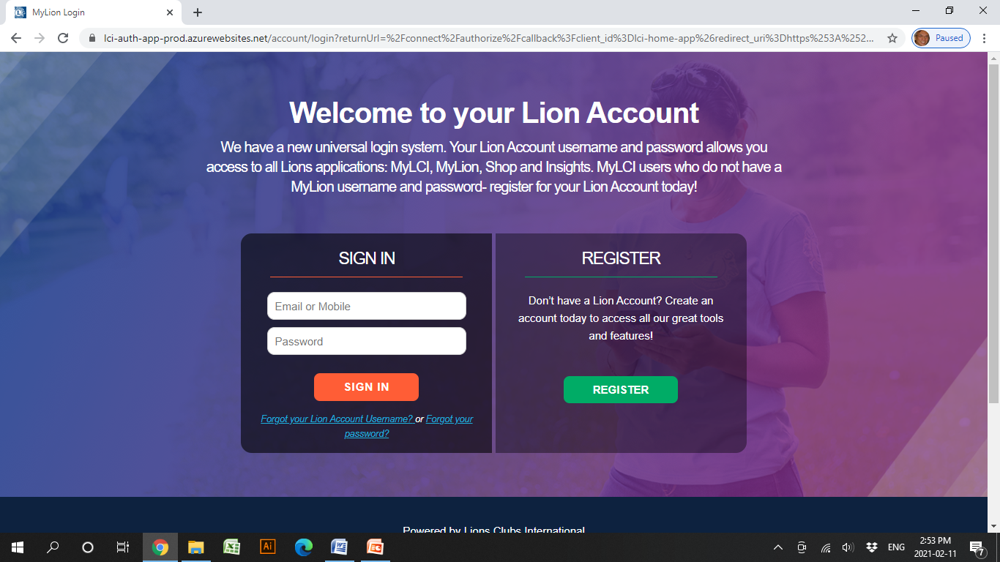 MyLion Login
lci-auth-app-prod.azurewebsites.net/account/login?returnUrl=%2Fconnect%2Fauthorize%2Fcallback%3Fclient_id%3Dlci-home-app%26redirect_uri%3Dhttps%253A%252...
Paused
Welcome to your Lion Account
We have a new universal login system. Your Lion Account username and password allows you
access to all Lions applications: MyLCI, MyLion, Shop and Insights. MyLCI users who do not have a
MyLion username and password- register for your Lion Account today!
SIGN IN
Email or Mobile
Password
SIGN IN
Forgot your Lion Account Username? or Forgot your
password?
REGISTER
Don’t have a Lion Account? Create an
account today to access all our great tools
and features!
REGISTER
Powered by Lions Clubs International
Ai
ENG
2:53 PM
2021-02-11
7